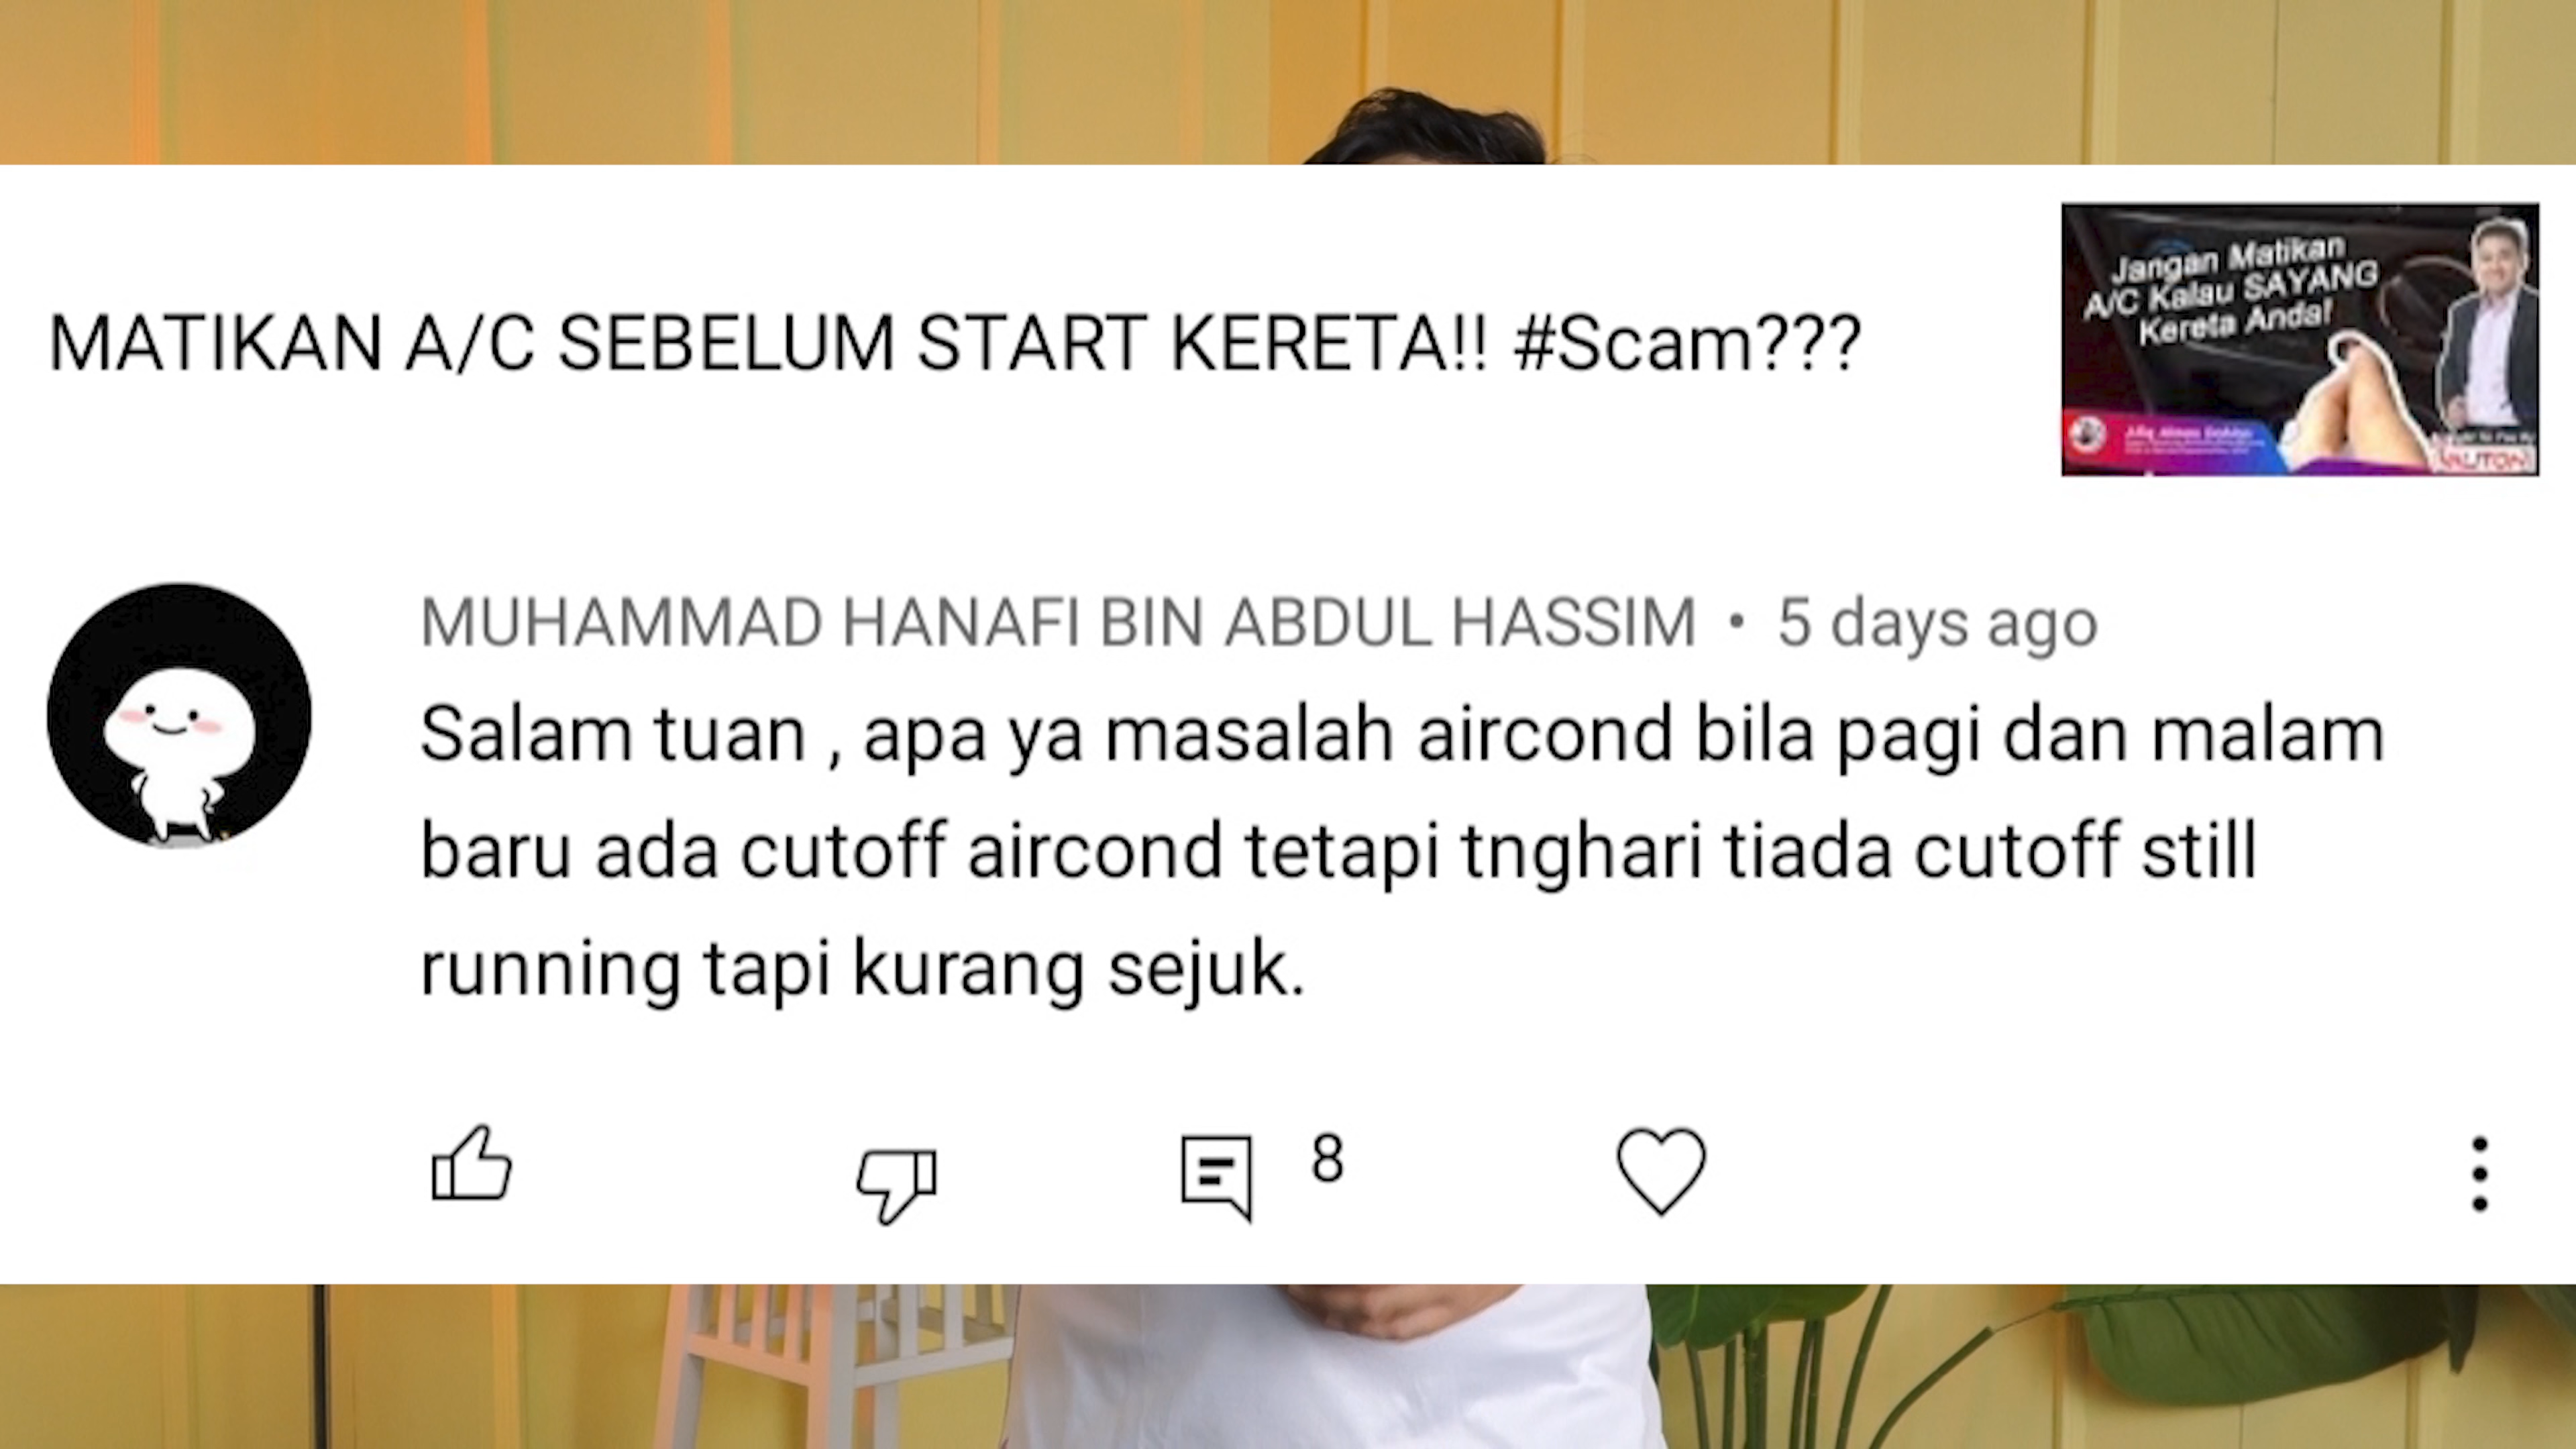 MATIKAN A/C SEBELUM START KERETA!! #Scam???
Jangan Matikan
A/C Kalau SAYANG
Kereta Anda!
MUHAMMAD HANAFI BIN ABDUL HASSIM • 5 days ago
Salam tuan , apa ya masalah aircond bila pagi dan malam
baru ada cutoff aircond tetapi tnghari tiada cutoff still
running tapi kurang sejuk.
8